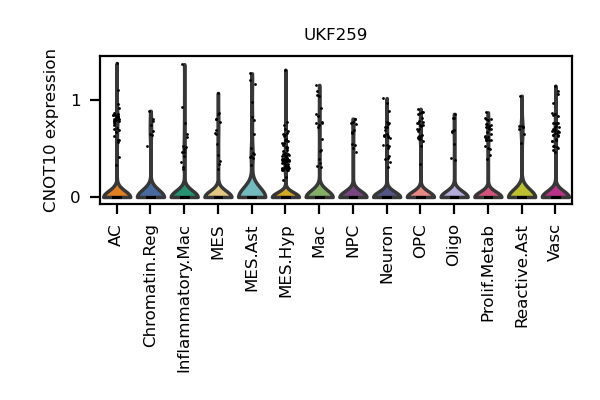 UKF259
CNOT10 expression
1
0
AC
Chromatin.Reg
Inflammatory.Mac
MES
MES.Ast
MES.Hyp
Mac
NPC
Neuron
OPC
Oligo
Prolif.Metab
Reactive.Ast
Vasc